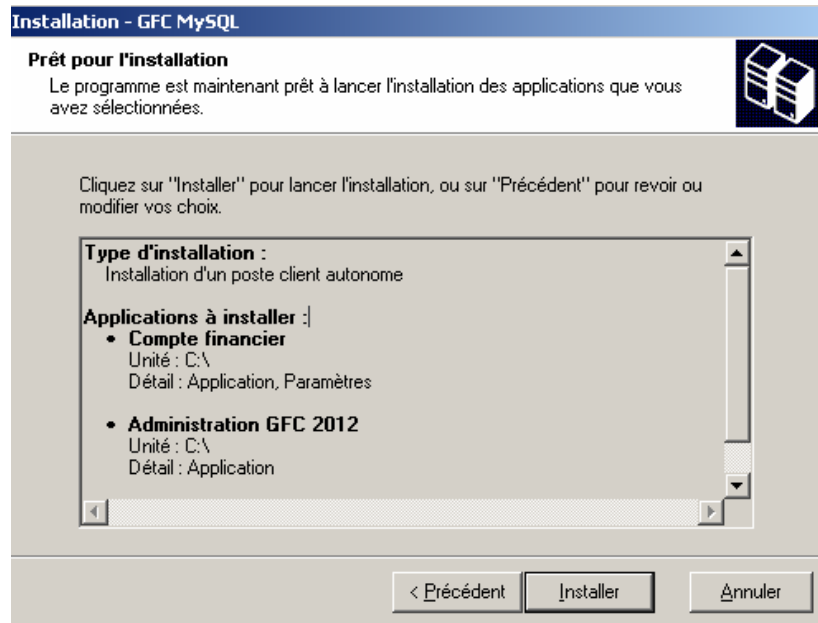 Installation - GFC MySQL
Prêt pour l'installation
Le programme est maintenant prêt à lancer l'installation des applications que vous
avez sélectionnées.
Cliquez sur "Installer" pour lancer l'installation, ou sur "Précédent" pour revoir ou
modifier vos choix.
Type d'installation :
Installation d'un poste client autonome
Applications à installer :
• Compte financier
Unité : C:\
Détail : Application, Paramètres
• Administration GFC 2012
Unité : C:\
Détail : Application
< Précédent
Installer
Annuler